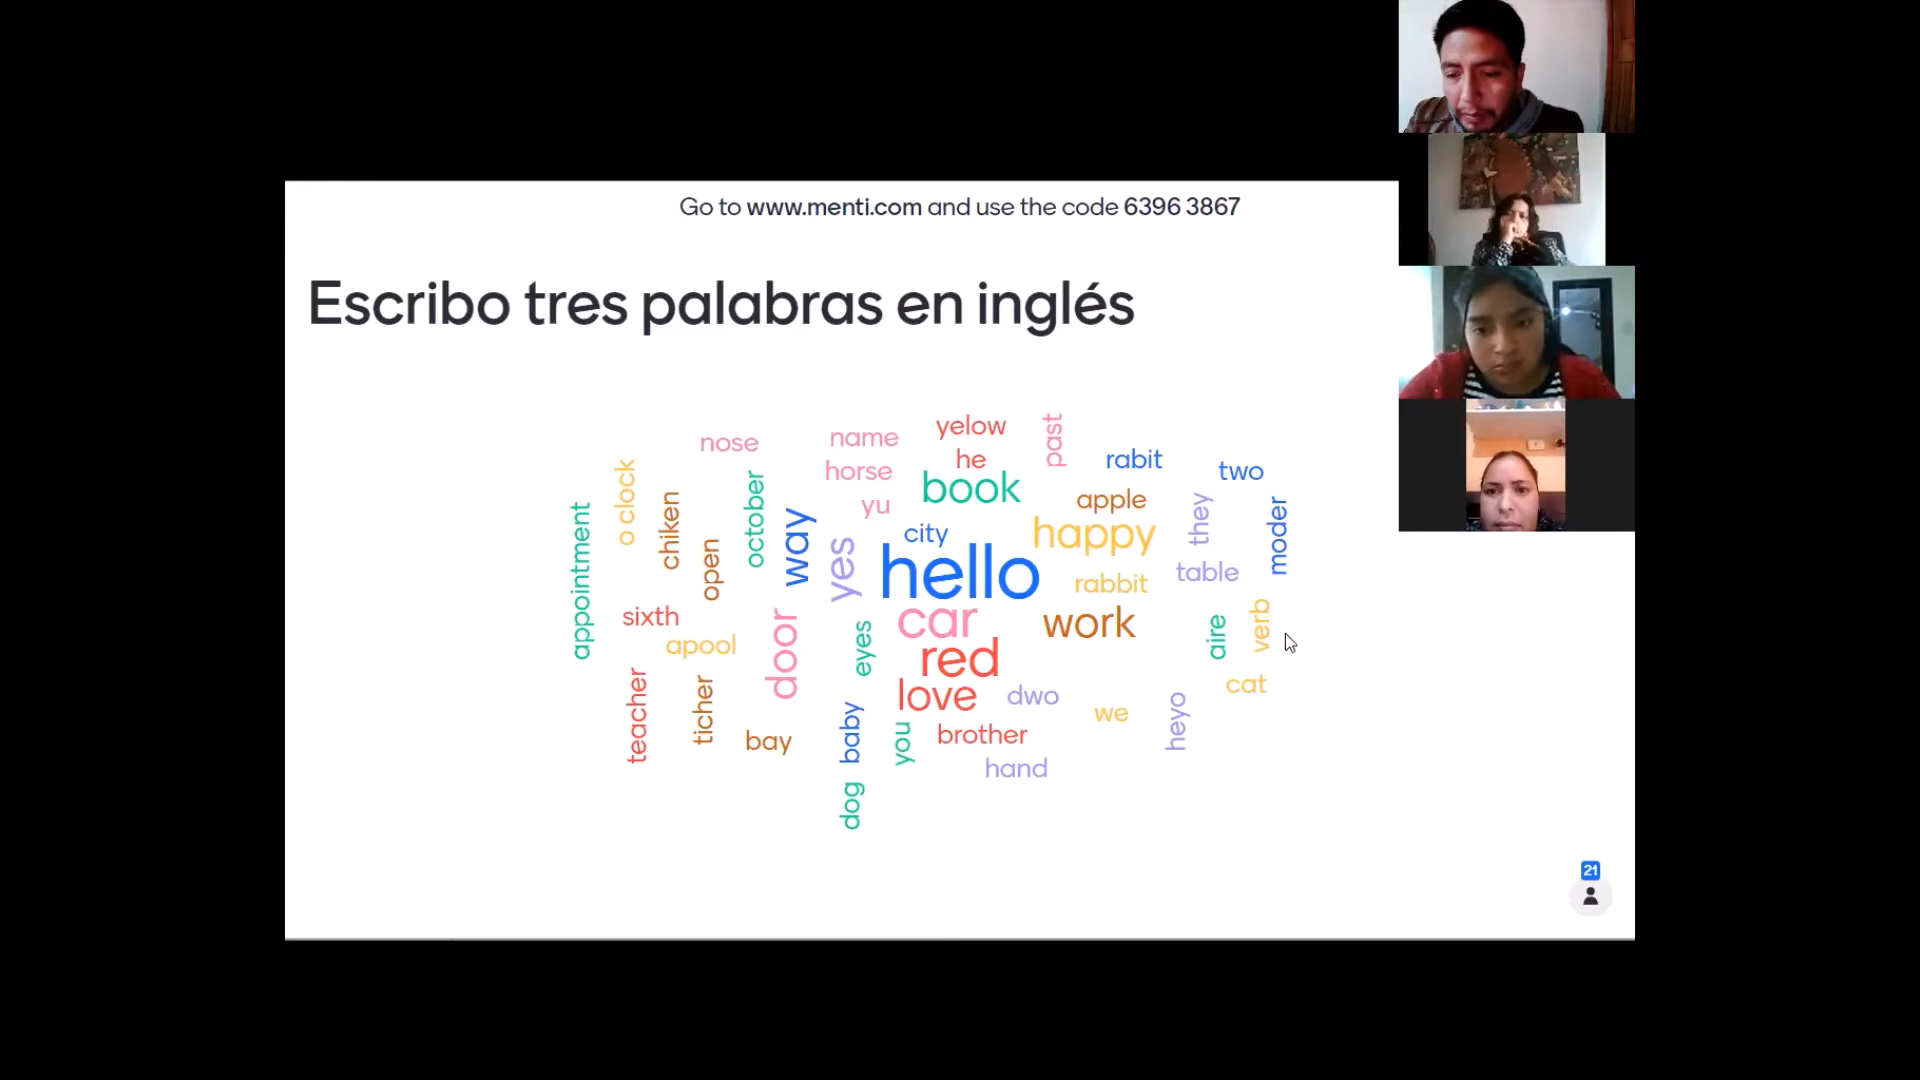 Go to www.menti.com and use the code 6396 3867
Escribo tres palabras en inglés
yelow
past
name
nose
he
rabit
horse
two
o clock
october
book
chiken
yu
apple
they
moder
appointment
way
city
happy
open
yes
hello
table
rabbit
sixth
car
work
aire
verb
apool
door
eyes
red
love
dwo
cat
teacher
ticher
we
heyo
bay
baby
you
brother
hand
dog
21